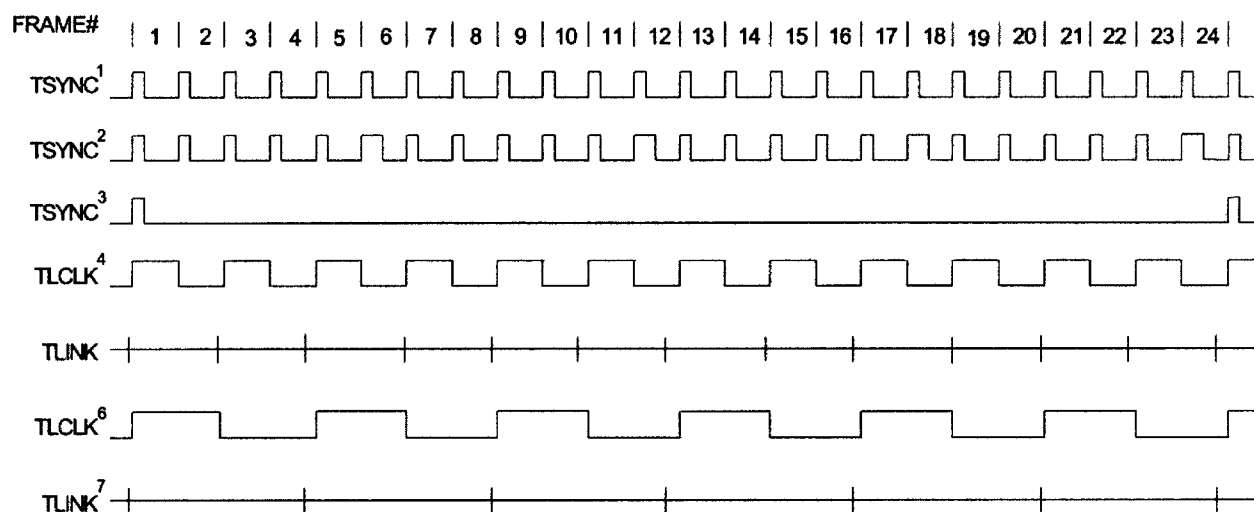 FRAME# | 1 | 2 | 3 | 4 | 5 | 6 | 7 | 8 | 9 | 10 | 11 | 12 | 13 | 14 | 15 | 16 | 17 | 18 | 19 | 20 | 21 | 22 | 23 | 24 |
TSYNC¹
TSYNC²
TSYNC³
TLCLK⁴
TLINK
TLCLK⁶
TLINK⁷